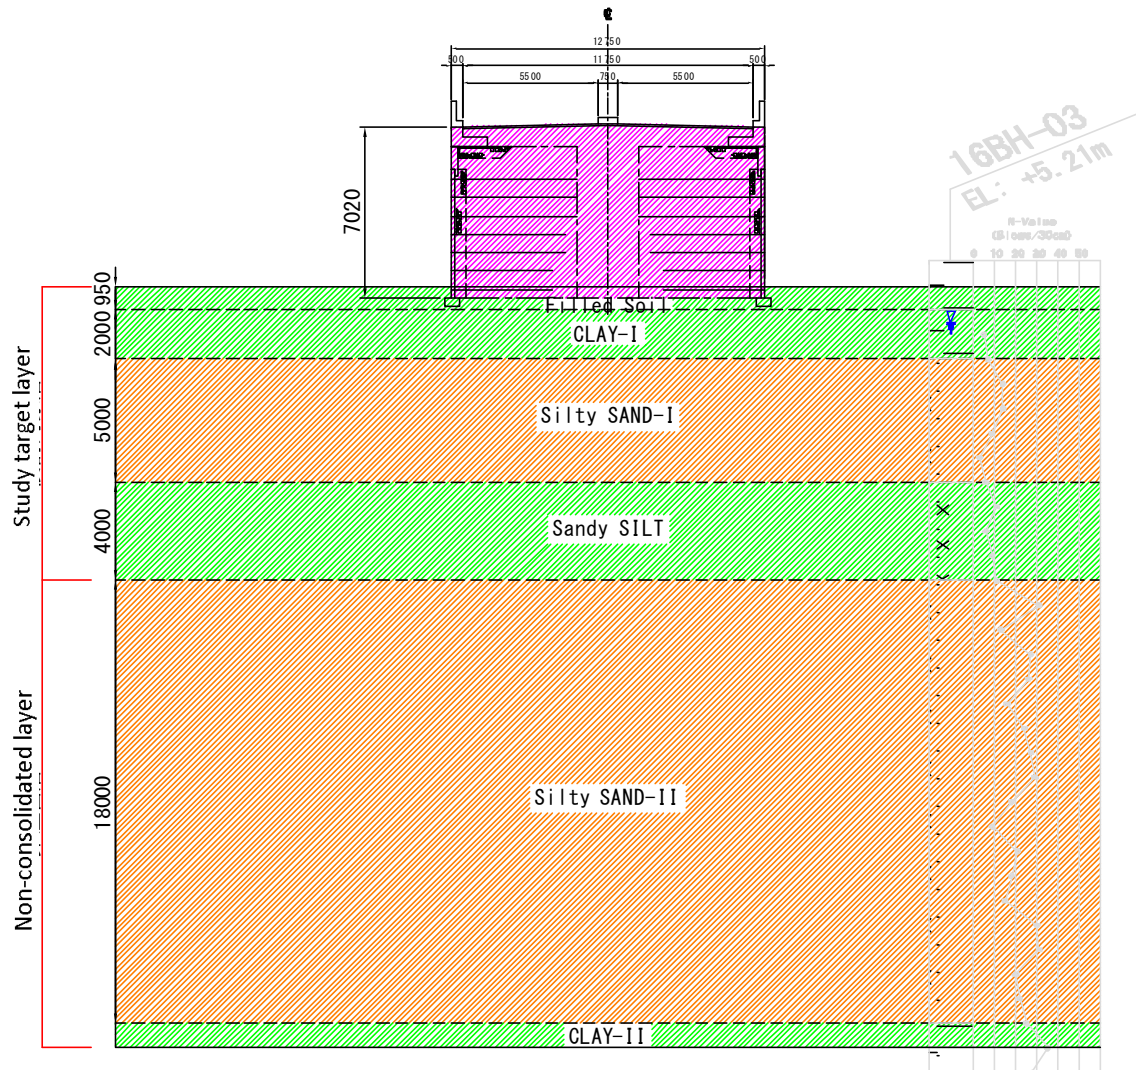 12750
500
11750
500
5500
750
5500
7020
16BH-03
EL: +5.21m
N-Value
(Blows/30cm)
0 10 20 30 40 50
950
Filled Soil
2000
CLAY-I
Study target layer
5000
Silty SAND-I
4000
Sandy SILT
Non-consolidated layer
18000
Silty SAND-II
CLAY-II